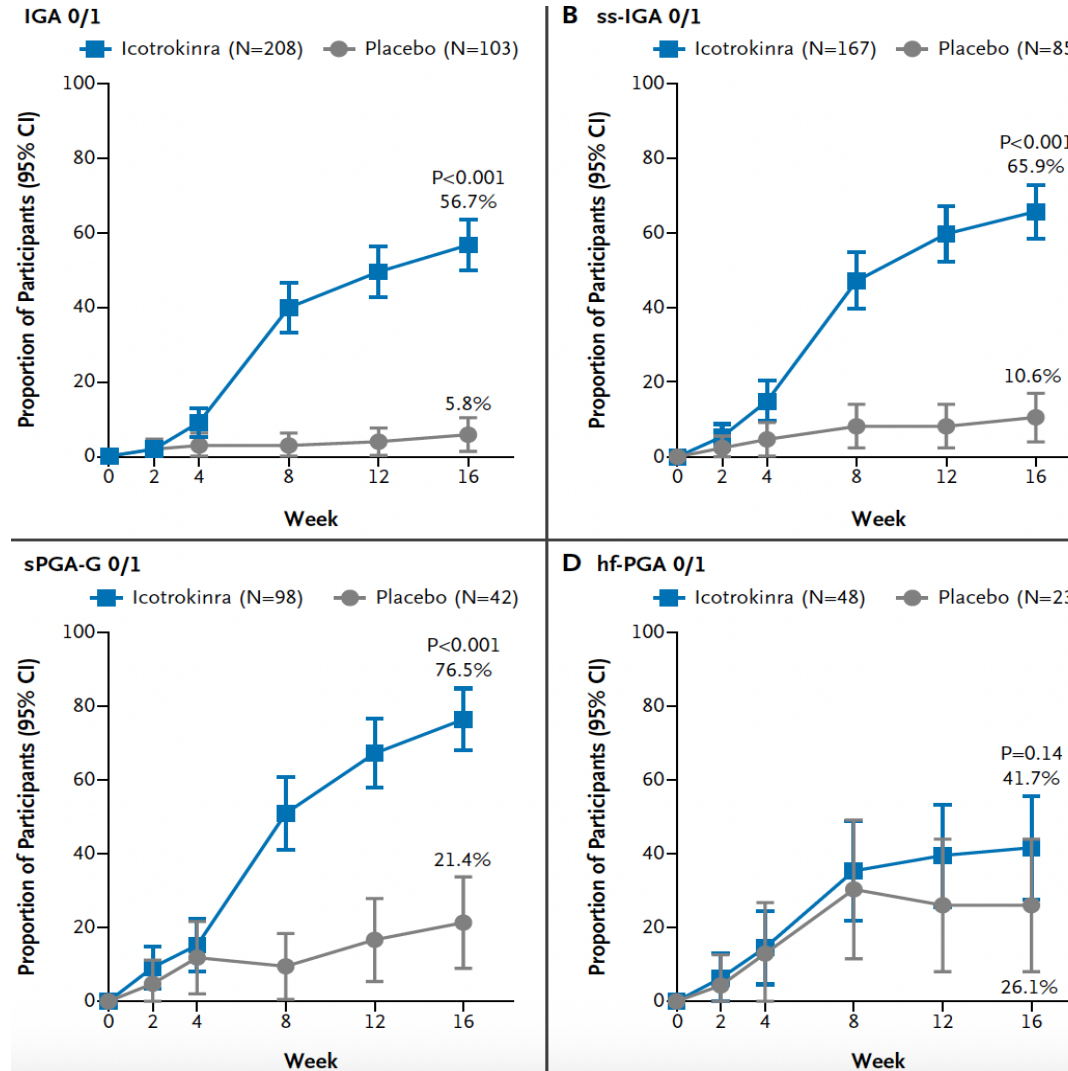 IGA 0/1
Icotrokinra (N=208) Placebo (N=103)
Proportion of Participants (95% CI)
100
80
60
40
20
0
P<0.001
56.7%
5.8%
0 2 4 8 12 16
Week
B ss-IGA 0/1
Icotrokinra (N=167) Placebo (N=85
Proportion of Participants (95% CI)
100
80
60
40
20
0
P<0.001
65.9%
10.6%
0 2 4 8 12 16
Week
sPGA-G 0/1
Icotrokinra (N=98) Placebo (N=42)
Proportion of Participants (95% CI)
100
80
60
40
20
0
P<0.001
76.5%
21.4%
0 2 4 8 12 16
Week
D hf-PGA 0/1
Icotrokinra (N=48) Placebo (N=23
Proportion of Participants (95% CI)
100
80
60
40
20
0
P=0.14
41.7%
26.1%
0 2 4 8 12 16
Week